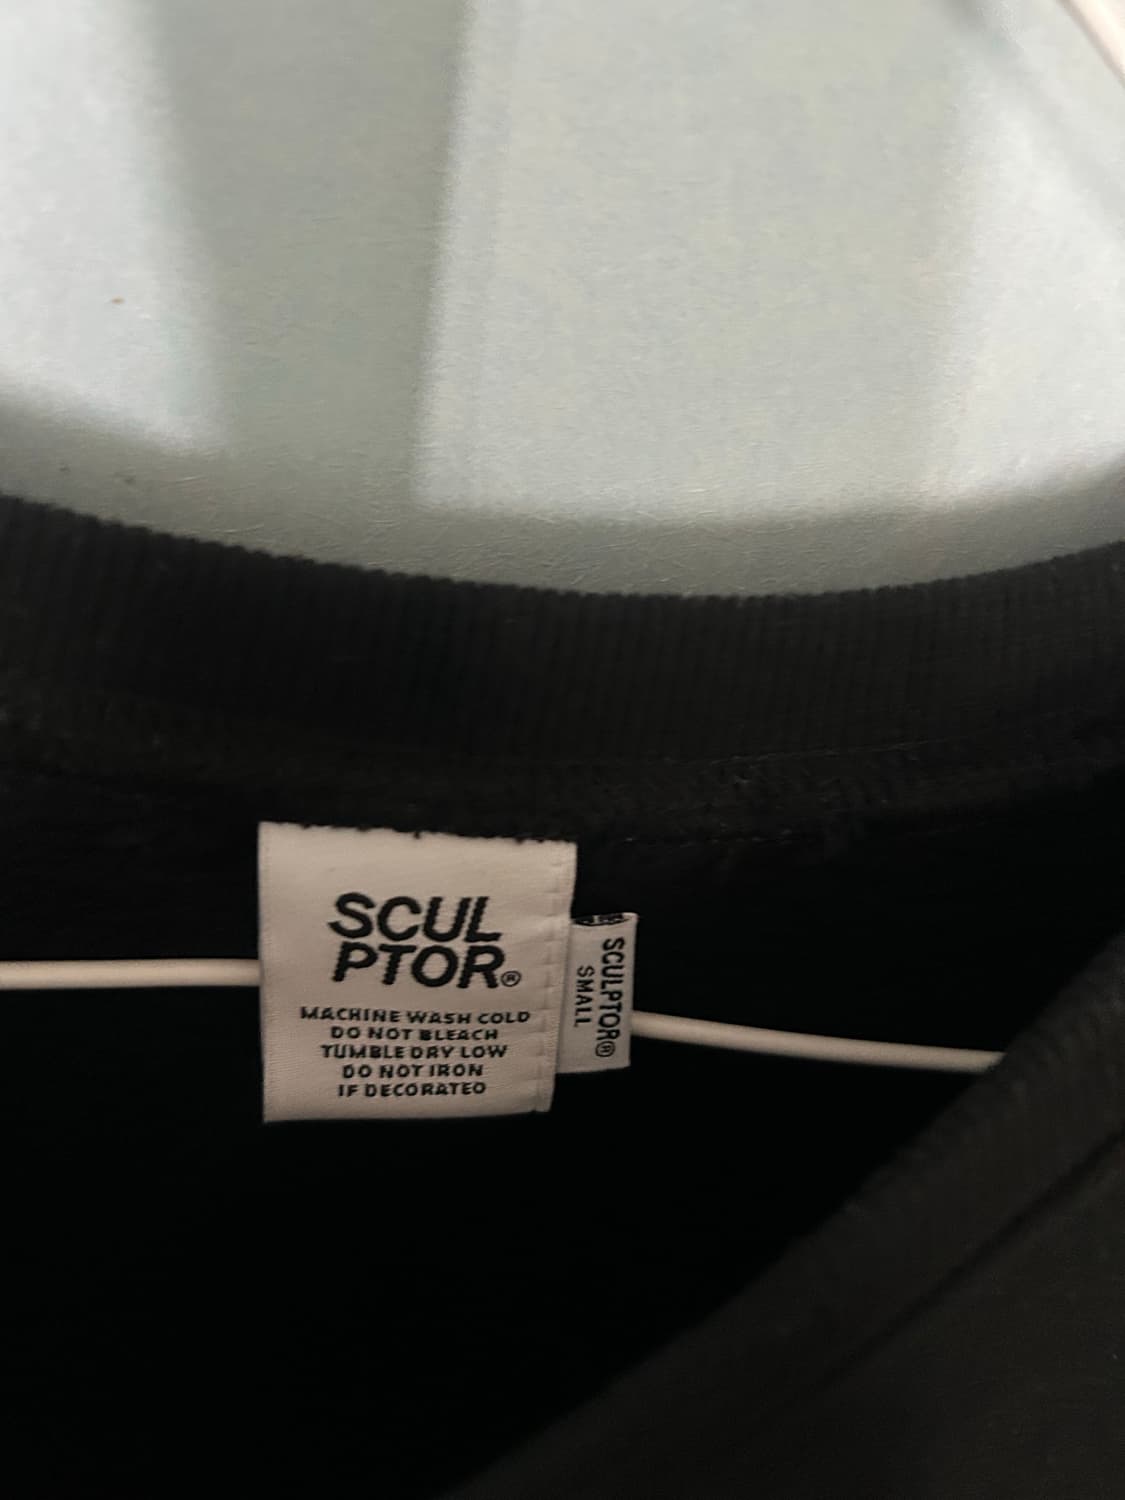 SCUL
PTOR®
MACHINE WASH COLD
DO NOT BLEACH
TUMBLE DRY LOW
DO NOT IRON
IF DECORATED
SCULPTOR®
SMALL